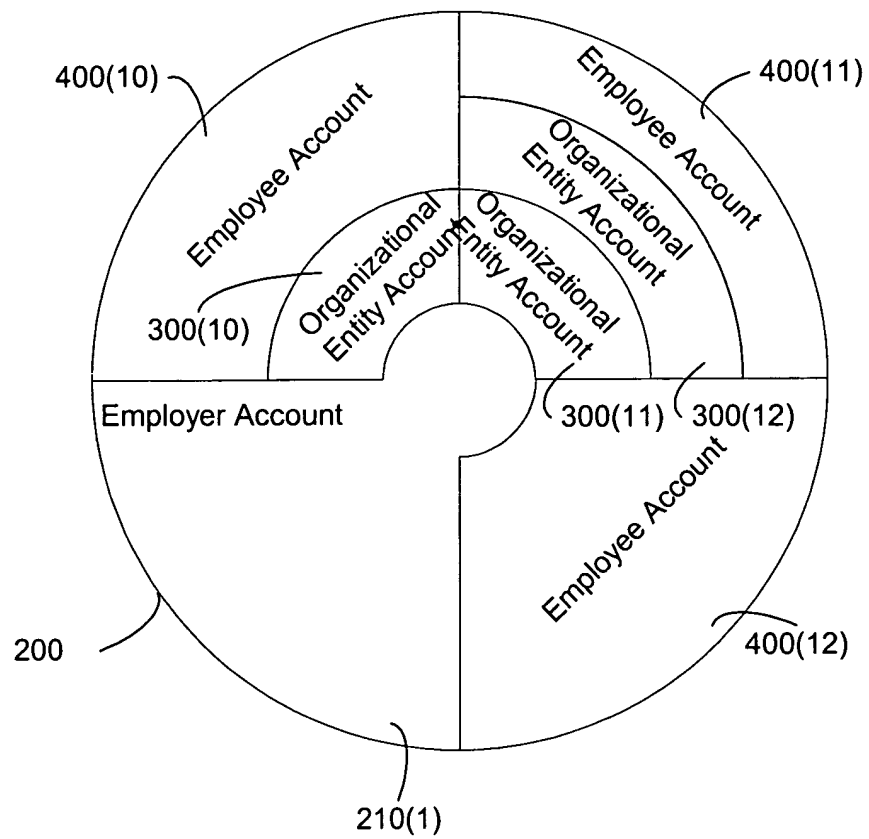 400(10)
400(11)
Employee Account
Employee Account
Organizational
Entity Account
Organizational
Entity Account
Organizational
Entity Account
300(10)
Employer Account
300(11)
300(12)
Employee Account
200
400(12)
210(1)